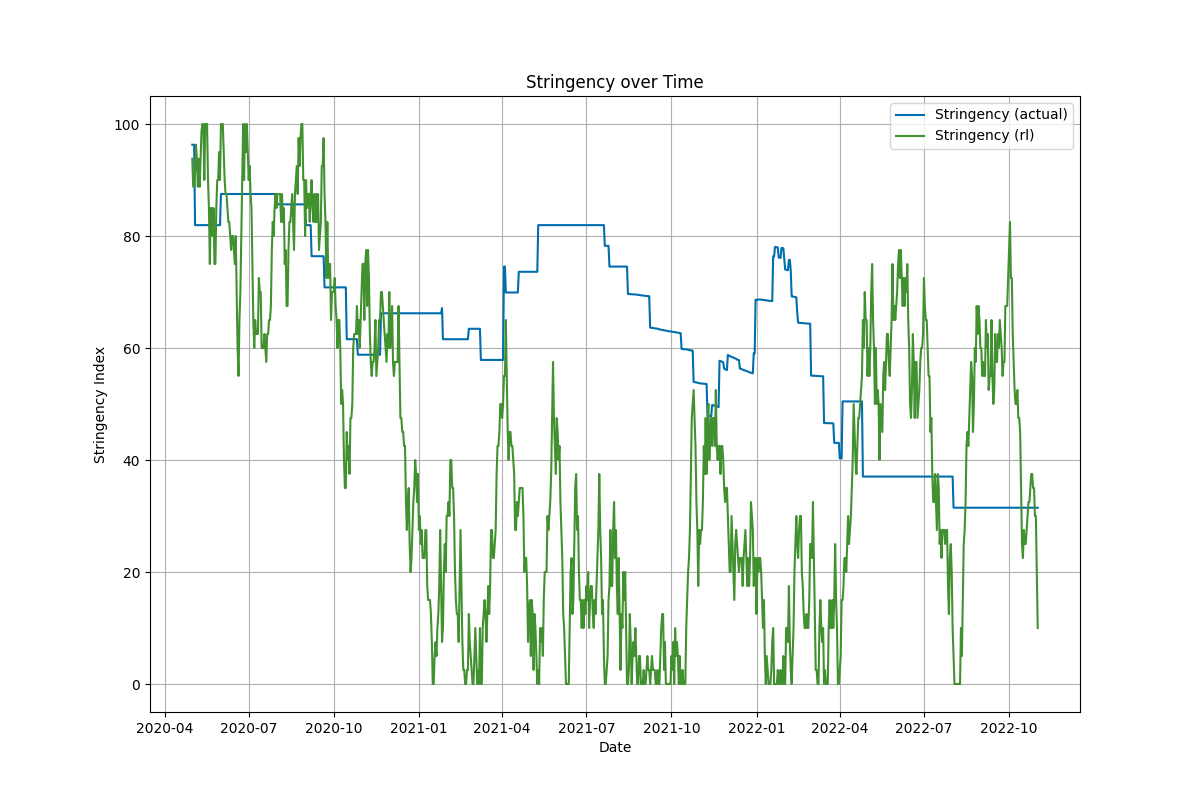 Stringency over Time
Stringency (actual)
Stringency (rl)
Stringency Index
100
80
60
40
20
0
2020-04 2020-07 2020-10 2021-01 2021-04 2021-07 2021-10 2022-01 2022-04 2022-07 2022-10
Date